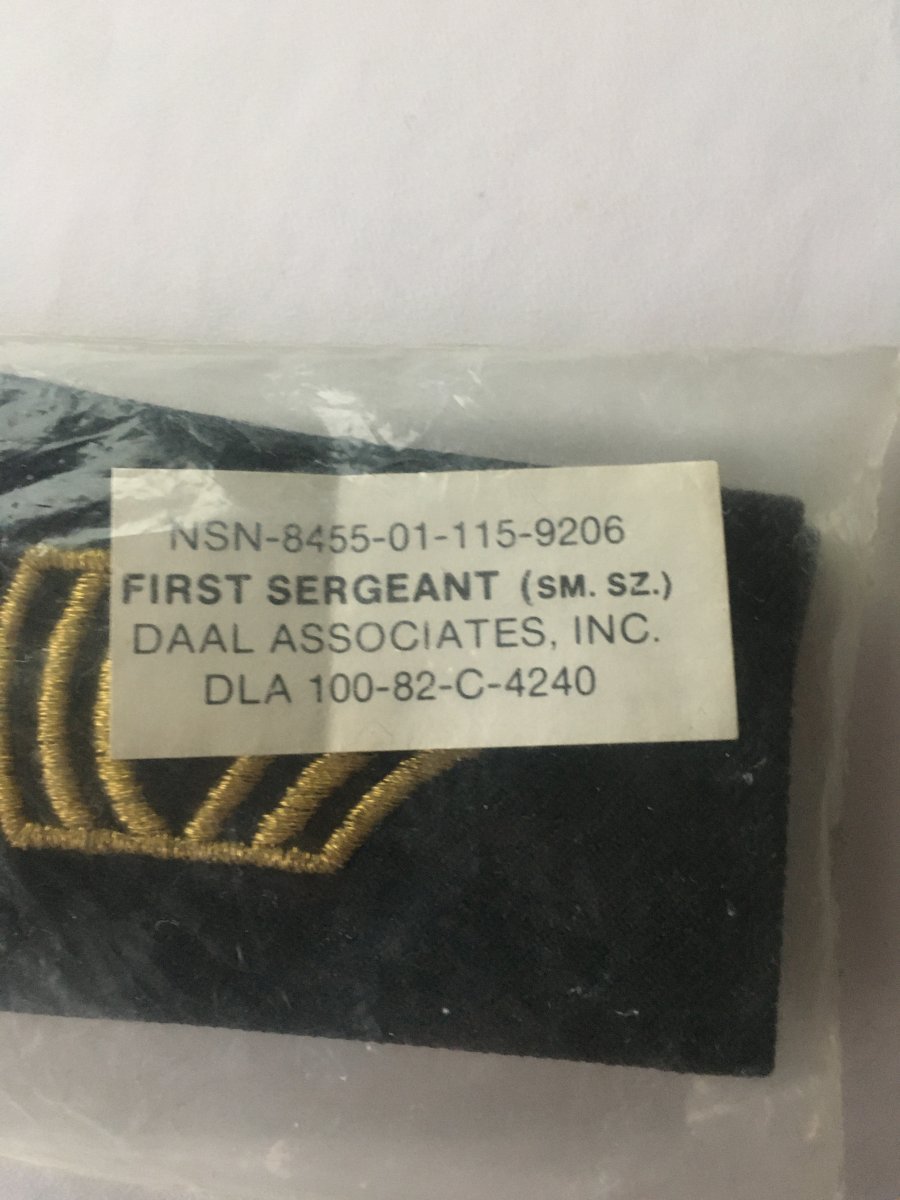 NSN-8455-01-115-9206
FIRST SERGEANT (SM. SZ.)
DAAL ASSOCIATES, INC.
DLA 100-82-C-4240